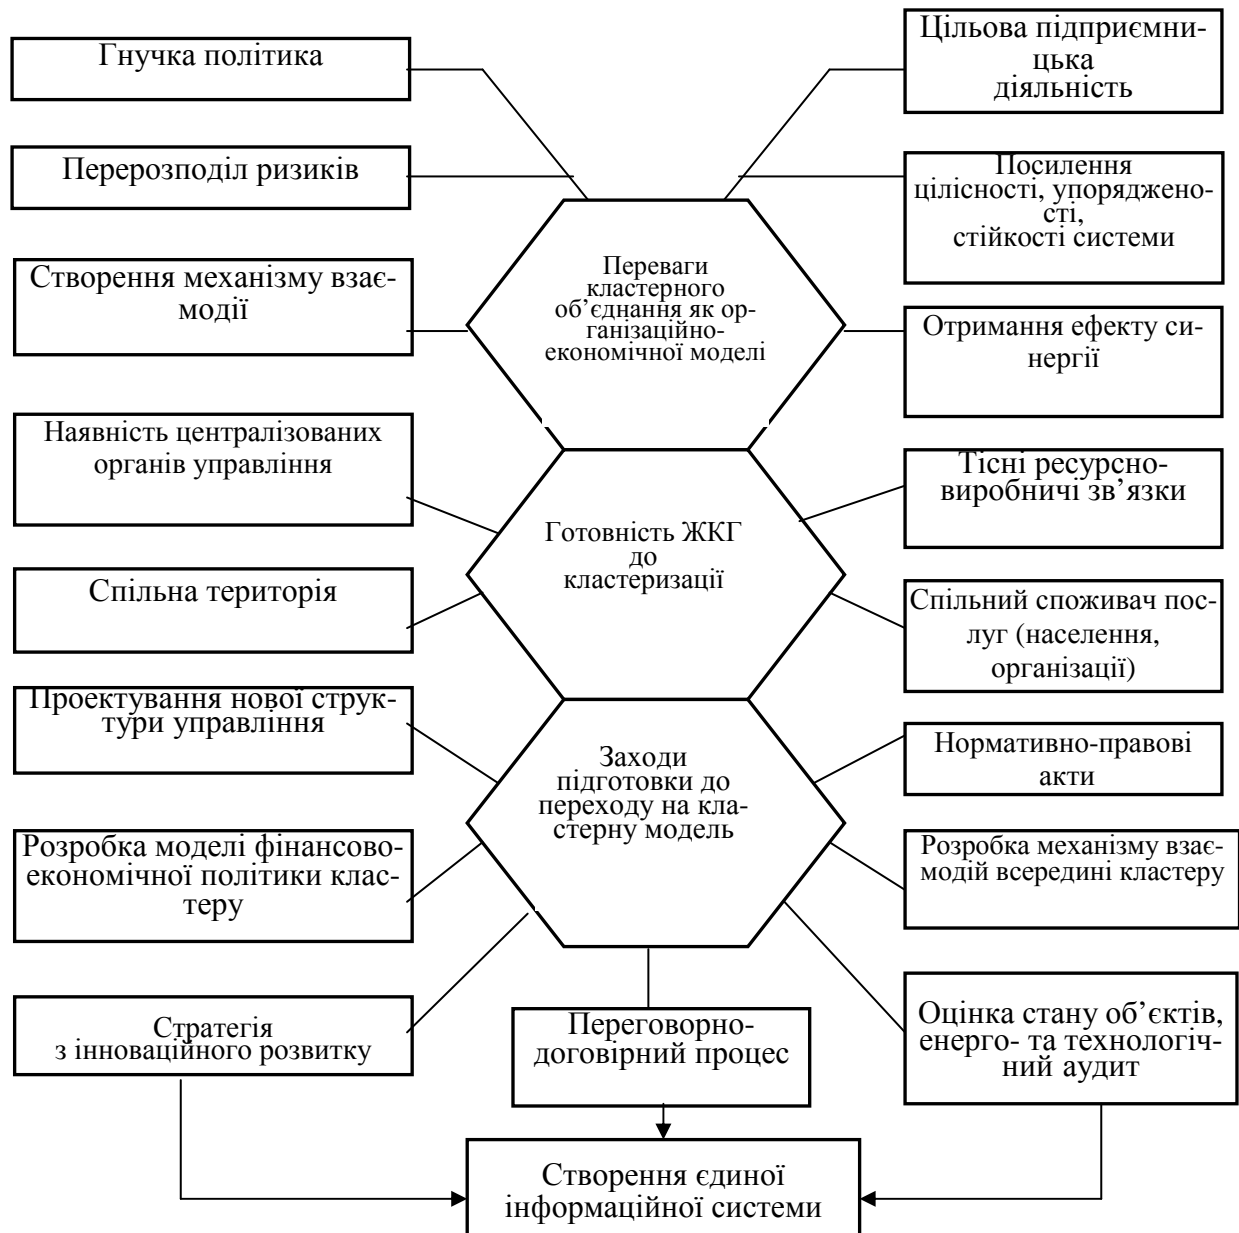 Гнучка політика
Цільова підприємни-
цька
діяльність
Перерозподіл ризиків
Посилення
цілісності, упорядженo-
сті,
стійкості системи
Створення механізму взає-
модії
Переваги
кластерного
об’єднання як ор-
ганізаційно-
економічної моделі
Отримання ефекту си-
нергії
Наявність централізованих
органів управління
Тісні ресурсно-
виробничі зв’язки
Готовність ЖКГ
до
кластеризації
Спільна територія
Спільний споживач пос-
луг (населення,
організації)
Проектування нової струк-
тури управління
Заходи
підготовки до
переходу на кла-
стерну модель
Нормативно-правові
акти
Розробка моделі фінансово-
економічної політики клас-
теру
Розробка механізму взає-
модій всередині кластеру
Стратегія
з інноваційного розвитку
Переговорно-
договірний процес
Оцінка стану об’єктів,
енерго- та технологіч-
ний аудит
Створення єдиної
інформаційної системи